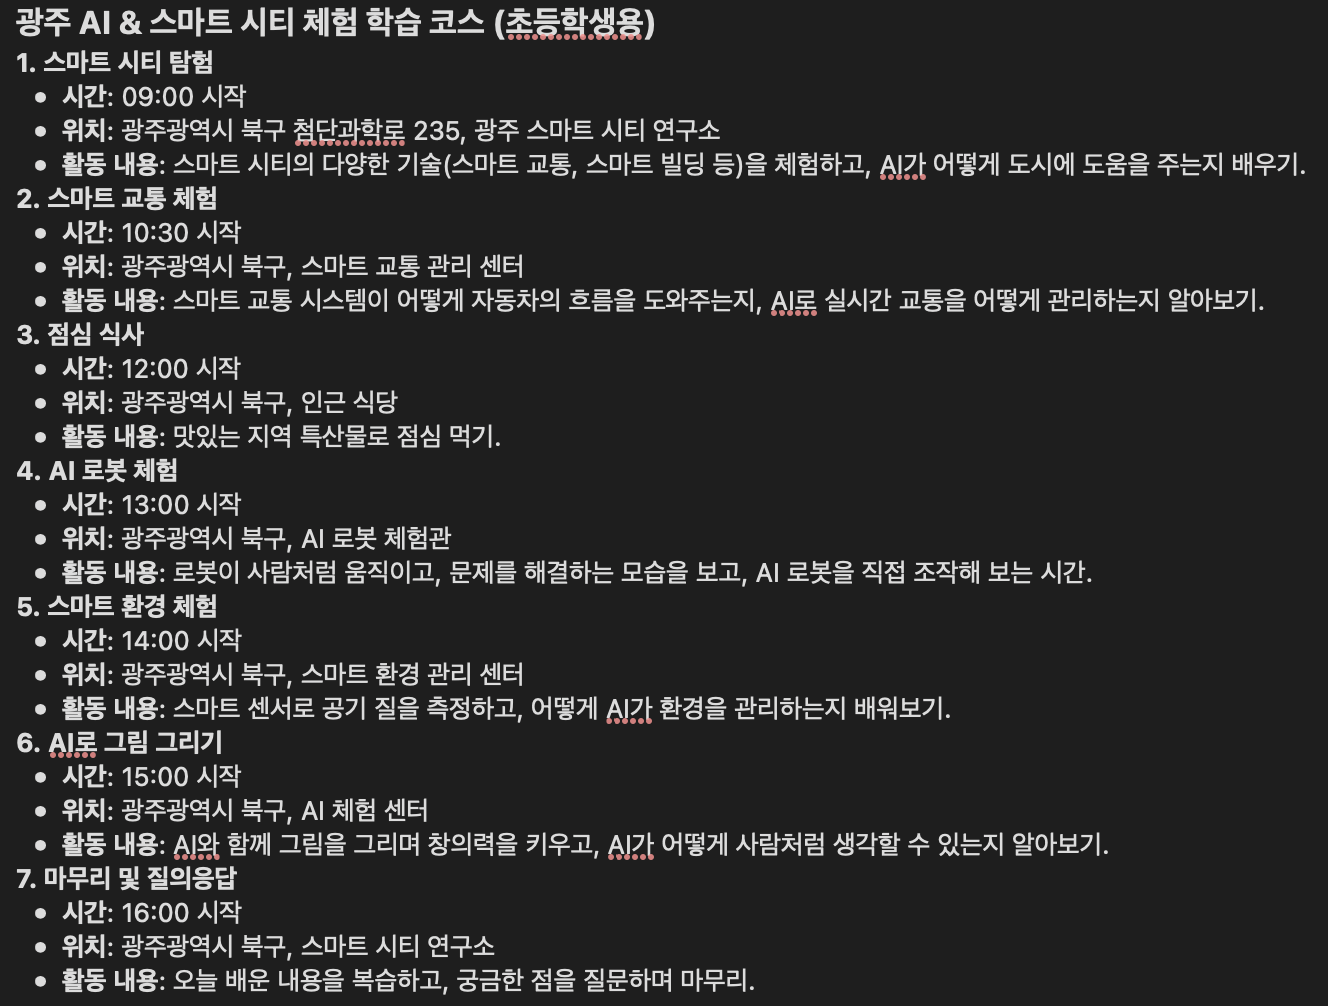 광주 AI & 스마트 시티 체험 학습 코스 (초등학생용)
1. 스마트 시티 탐험
• 시간: 09:00 시작
• 위치: 광주광역시 북구 첨단과학로 235, 광주 스마트 시티 연구소
• 활동 내용: 스마트 시티의 다양한 기술(스마트 교통, 스마트 빌딩 등)을 체험하고, AI가 어떻게 도시에 도움을 주는지 배우기.
2. 스마트 교통 체험
• 시간: 10:30 시작
• 위치: 광주광역시 북구, 스마트 교통 관리 센터
• 활동 내용: 스마트 교통 시스템이 어떻게 자동차의 흐름을 도와주는지, AI로 실시간 교통을 어떻게 관리하는지 알아보기.
3. 점심 식사
• 시간: 12:00 시작
• 위치: 광주광역시 북구, 인근 식당
• 활동 내용: 맛있는 지역 특산물로 점심 먹기.
4. AI 로봇 체험
• 시간: 13:00 시작
• 위치: 광주광역시 북구, AI 로봇 체험관
• 활동 내용: 로봇이 사람처럼 움직이고, 문제를 해결하는 모습을 보고, AI 로봇을 직접 조작해 보는 시간.
5. 스마트 환경 체험
• 시간: 14:00 시작
• 위치: 광주광역시 북구, 스마트 환경 관리 센터
• 활동 내용: 스마트 센서로 공기 질을 측정하고, 어떻게 AI가 환경을 관리하는지 배워보기.
6. AI로 그림 그리기
• 시간: 15:00 시작
• 위치: 광주광역시 북구, AI 체험 센터
• 활동 내용: AI와 함께 그림을 그리며 창의력을 키우고, AI가 어떻게 사람처럼 생각할 수 있는지 알아보기.
7. 마무리 및 질의응답
• 시간: 16:00 시작
• 위치: 광주광역시 북구, 스마트 시티 연구소
• 활동 내용: 오늘 배운 내용을 복습하고, 궁금한 점을 질문하며 마무리.